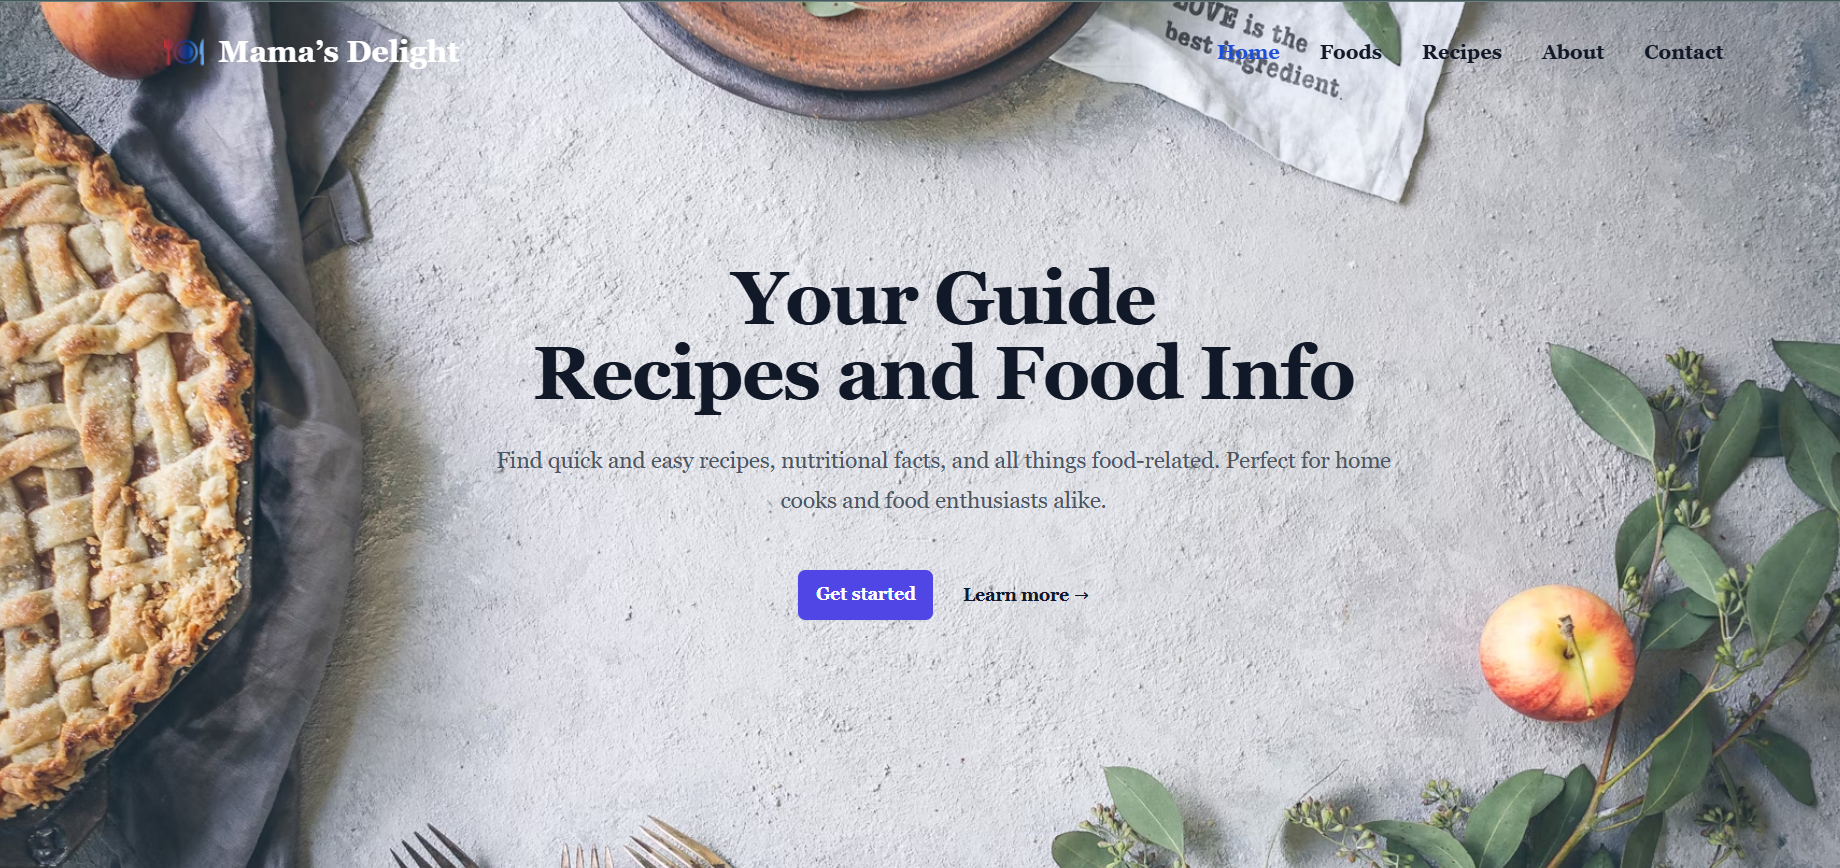 Mama’s Delight
LOVE is the
best ingredient.
Home
Foods
Recipes
About
Contact
Your Guide
Recipes and Food Info
Find quick and easy recipes, nutritional facts, and all things food-related. Perfect for home
cooks and food enthusiasts alike.
Get started
Learn more →